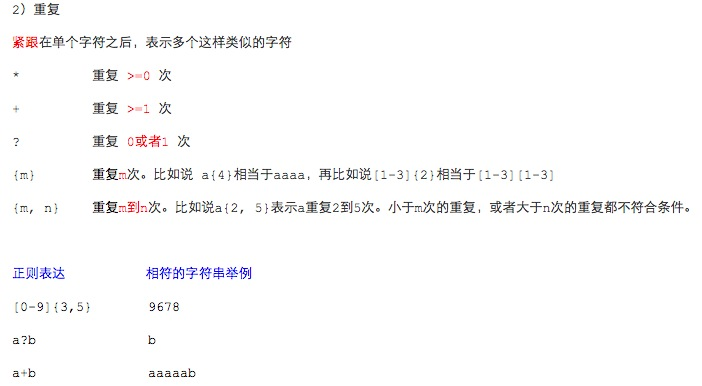 2）重复
紧跟在单个字符之后，表示多个这样类似的字符
* 重复 >=0 次
+ 重复 >=1 次
? 重复 0或者1 次
{m} 重复m次。比如说 a{4}相当于aaaa，再比如说[1-3]{2}相当于[1-3][1-3]
{m, n} 重复m到n次。比如说a{2, 5}表示a重复2到5次。小于m次的重复，或者大于n次的重复都不符合条件。
正则表达 相符的字符串举例
[0-9]{3,5} 9678
a?b b
a+b aaaaab